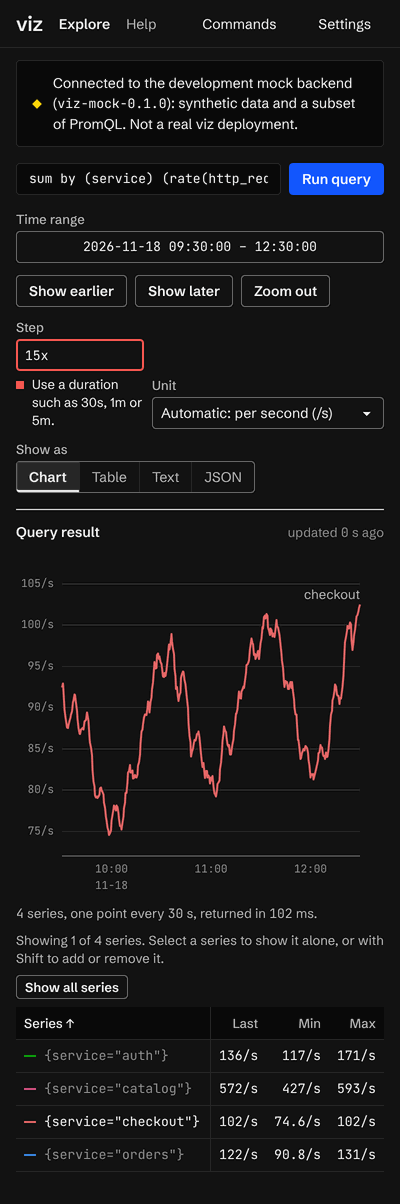 viz Explore Help Commands Settings
Connected to the development mock backend
(viz-mock-0.1.0): synthetic data and a subset
of PromQL. Not a real viz deployment.
sum by (service) (rate(http_rec
Run query
Time range
2026-11-18 09:30:00 – 12:30:00
Show earlier Show later Zoom out
Step
15x
Use a duration
such as 30s, 1m or
5m.
Unit
Automatic: per second (/s)
Show as
Chart Table Text JSON
Query result updated 0 s ago
105/s
checkout
100/s
95/s
90/s
85/s
80/s
75/s
10:00 11:00 12:00
11-18
4 series, one point every 30 s, returned in 102 ms.
Showing 1 of 4 series. Select a series to show it alone, or with
Shift to add or remove it.
Show all series
Series ↑ Last Min Max
{service="auth"} 136/s 117/s 171/s
{service="catalog"} 572/s 427/s 593/s
{service="checkout"} 102/s 74.6/s 102/s
{service="orders"} 122/s 90.8/s 131/s